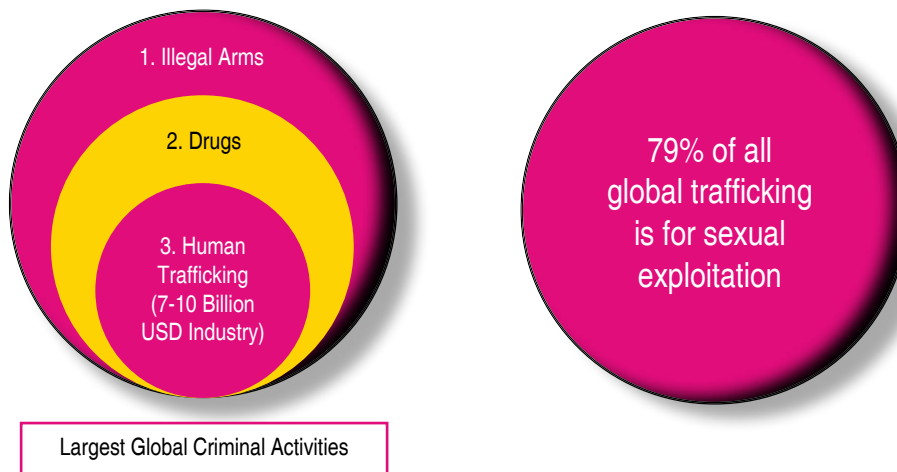 1. Illegal Arms
2. Drugs
3. Human
Trafficking
(7-10 Billion
USD Industry)
Largest Global Criminal Activities
79% of all
global trafficking
is for sexual
exploitation